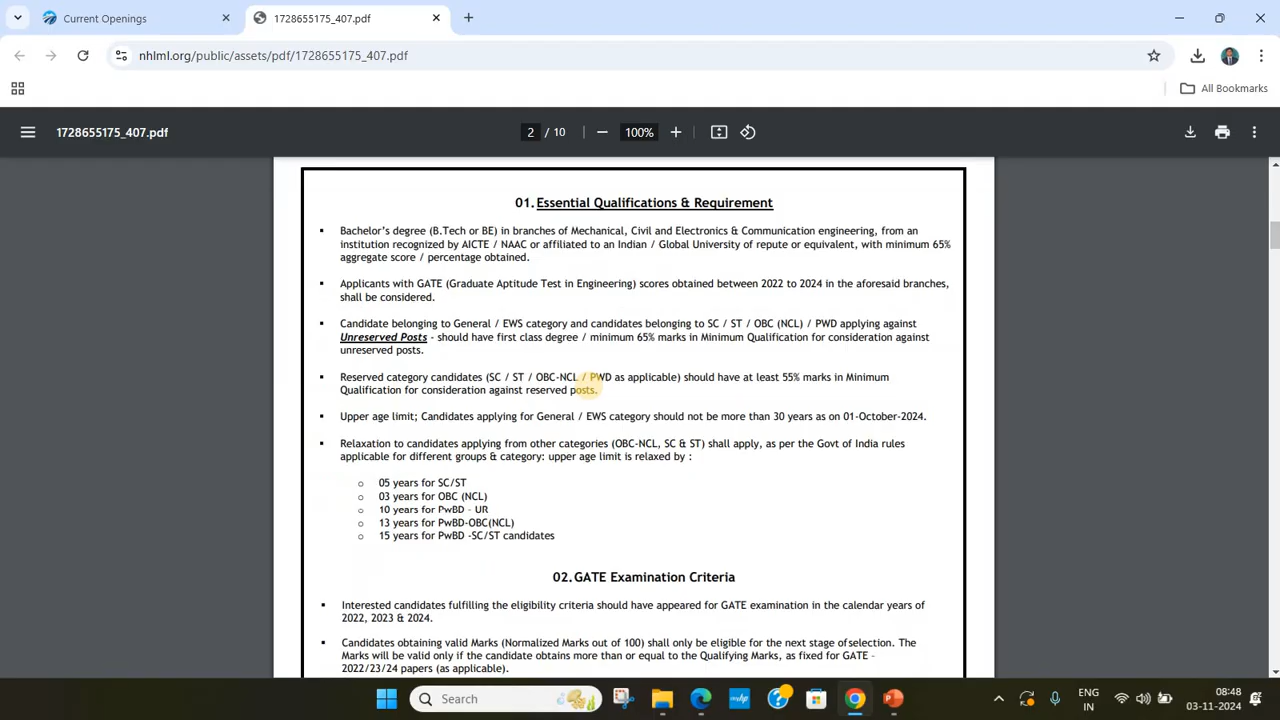 Current Openings
1728655175_407.pdf
nhlml.org/public/assets/pdf/1728655175_407.pdf
All Bookmarks
1728655175_407.pdf
2 / 10
100%
01. Essential Qualifications & Requirement
▪ Bachelor's degree (B.Tech or BE) in branches of Mechanical, Civil and Electronics & Communication engineering, from an
institution recognized by AICTE / NAAC or affiliated to an Indian / Global University of repute or equivalent, with minimum 65%
aggregate score / percentage obtained.
▪ Applicants with GATE (Graduate Aptitude Test in Engineering) scores obtained between 2022 to 2024 in the aforesaid branches,
shall be considered.
▪ Candidate belonging to General / EWS category and candidates belonging to SC / ST / OBC (NCL) / PWD applying against
Unreserved Posts - should have first class degree / minimum 65% marks in Minimum Qualification for consideration against
unreserved posts.
▪ Reserved category candidates (SC / ST / OBC-NCL / PWD as applicable) should have at least 55% marks in Minimum
Qualification for consideration against reserved posts.
▪ Upper age limit; Candidates applying for General / EWS category should not be more than 30 years as on 01-October-2024.
▪ Relaxation to candidates applying from other categories (OBC-NCL, SC & ST) shall apply, as per the Govt of India rules
applicable for different groups & category: upper age limit is relaxed by :
o 05 years for SC/ST
o 03 years for OBC (NCL)
o 10 years for PwBD - UR
o 13 years for PwBD-OBC(NCL)
o 15 years for PwBD -SC/ST candidates
02. GATE Examination Criteria
▪ Interested candidates fulfilling the eligibility criteria should have appeared for GATE examination in the calendar years of
2022, 2023 & 2024.
▪ Candidates obtaining valid Marks (Normalized Marks out of 100) shall only be eligible for the next stage of selection. The
Marks will be valid only if the candidate obtains more than or equal to the Qualifying Marks, as fixed for GATE -
2022/23/24 papers (as applicable).
Search
ENG
IN
08:48
03-11-2024